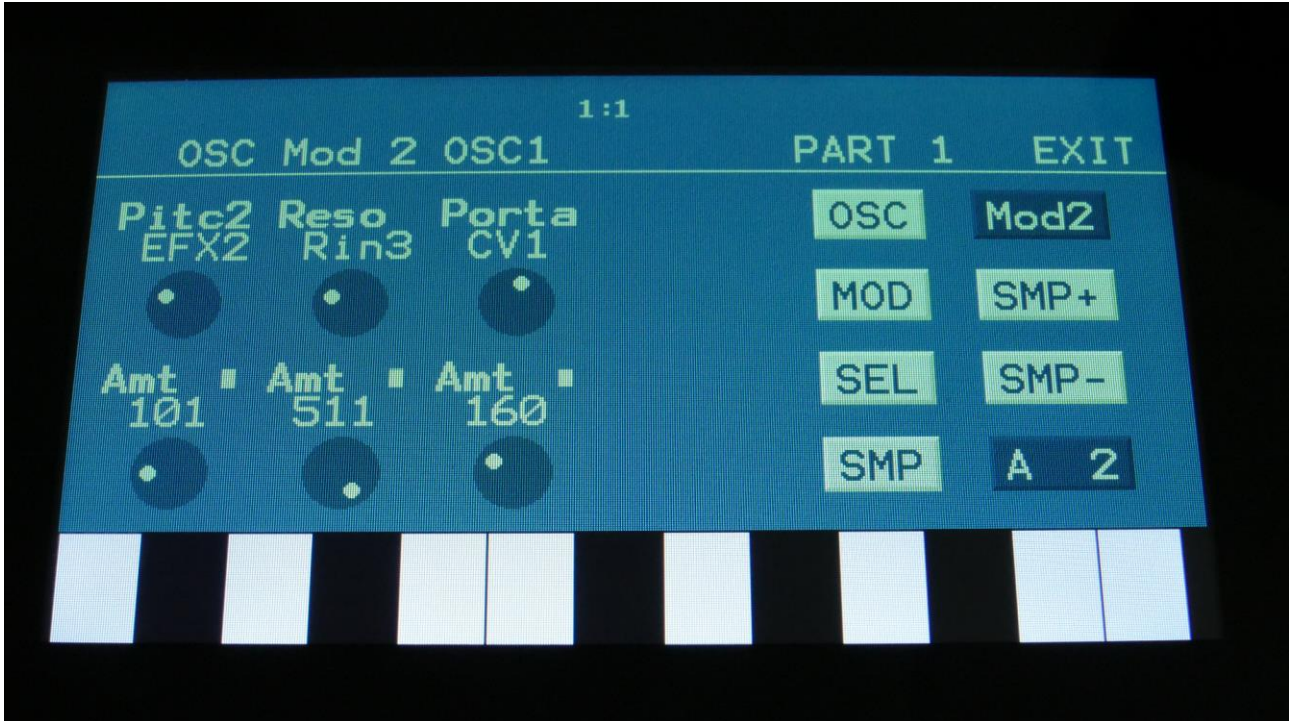 1:1
OSC Mod 2 OSC1 PART 1 EXIT
Pitc2 Reso Porta OSC Mod2
EFX2 Rin3 CV1
MOD SMP+
Amt Amt Amt SEL SMP-
101 511 160
SMP A 2